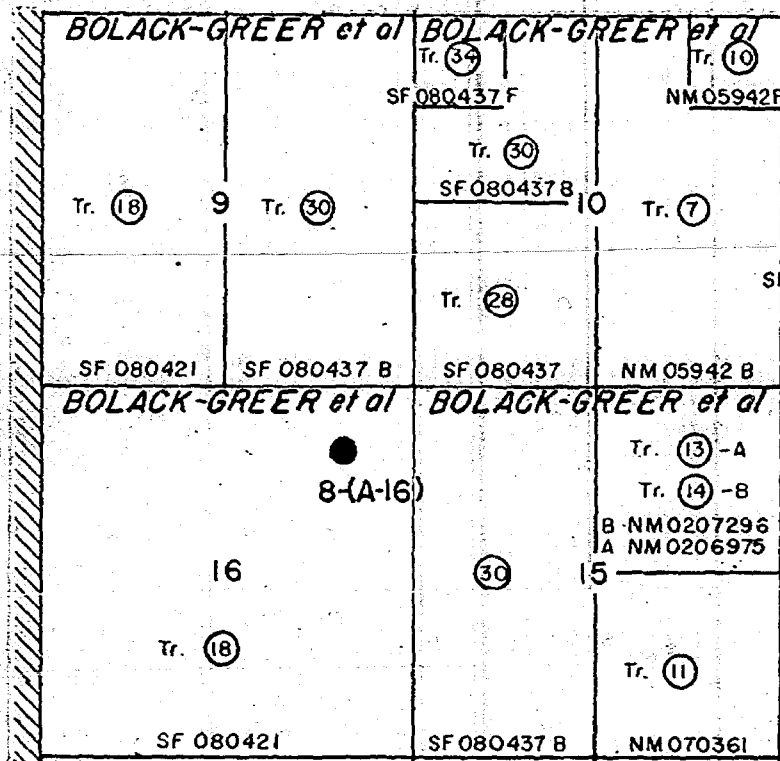 BOLACK-GREER et al BOLACK-GREER et al
Tr. 34 Tr. 10
SF 080437 F NM 05942
Tr. 30
SF 080437 B
Tr. 18 9 Tr. 30 10 Tr. 7
Tr. 28
SF 080421 SF 080437 B SF 080437 NM 05942 B
BOLACK-GREER et al BOLACK-GREER et al
Tr. 13 -A
8-(A-16) Tr. 14 -B
B NM 0207296
A NM 0206975
16 30 15
Tr. 18
Tr. 11
SF 080421 SF 080437 B NM 070361